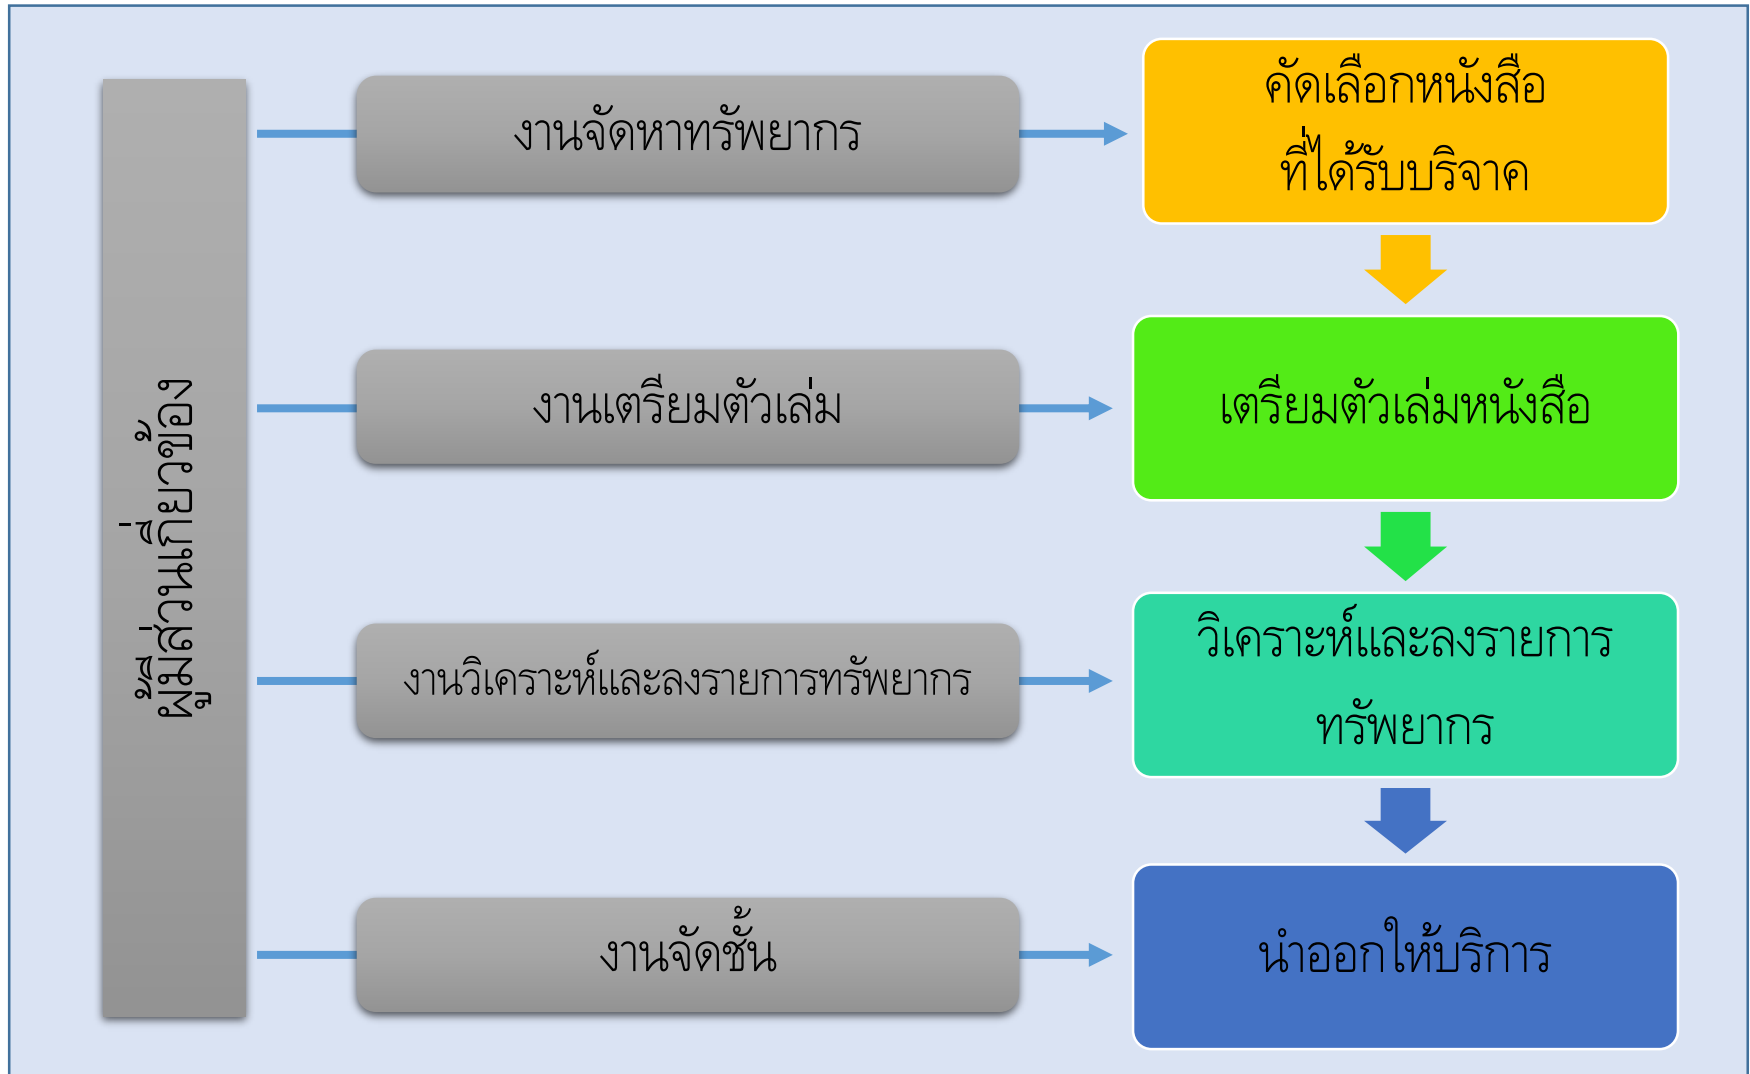 ผู้มีส่วนเกี่ยวข้อง
งานจัดหาทรัพยากร
คัดเลือกหนังสือ
ที่ได้รับบริจาค
งานเตรียมตัวเล่ม
เตรียมตัวเล่มหนังสือ
งานวิเคราะห์และลงรายการทรัพยากร
วิเคราะห์และลงรายการ
ทรัพยากร
งานจัดชั้น
นำออกให้บริการ